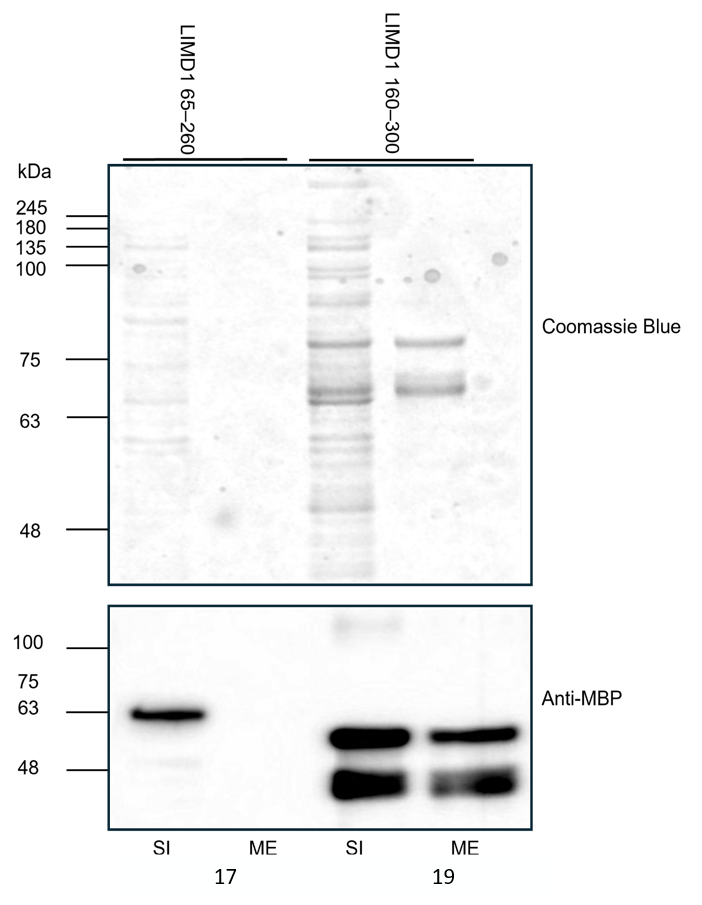 LIMD1 65–260
LIMD1 160–300
kDa
245
180
135
100
75
63
48
Coomassie Blue
100
75
63
48
Anti-MBP
SI ME SI ME
17 19